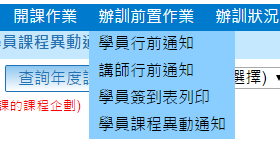 開課作業 辦訓前置作業 辦訓狀況
學員課程異動通
學員行前通知
講師行前通知
查詢年度 選擇)
學員簽到表列印
課的課程企劃)
學員課程異動通知